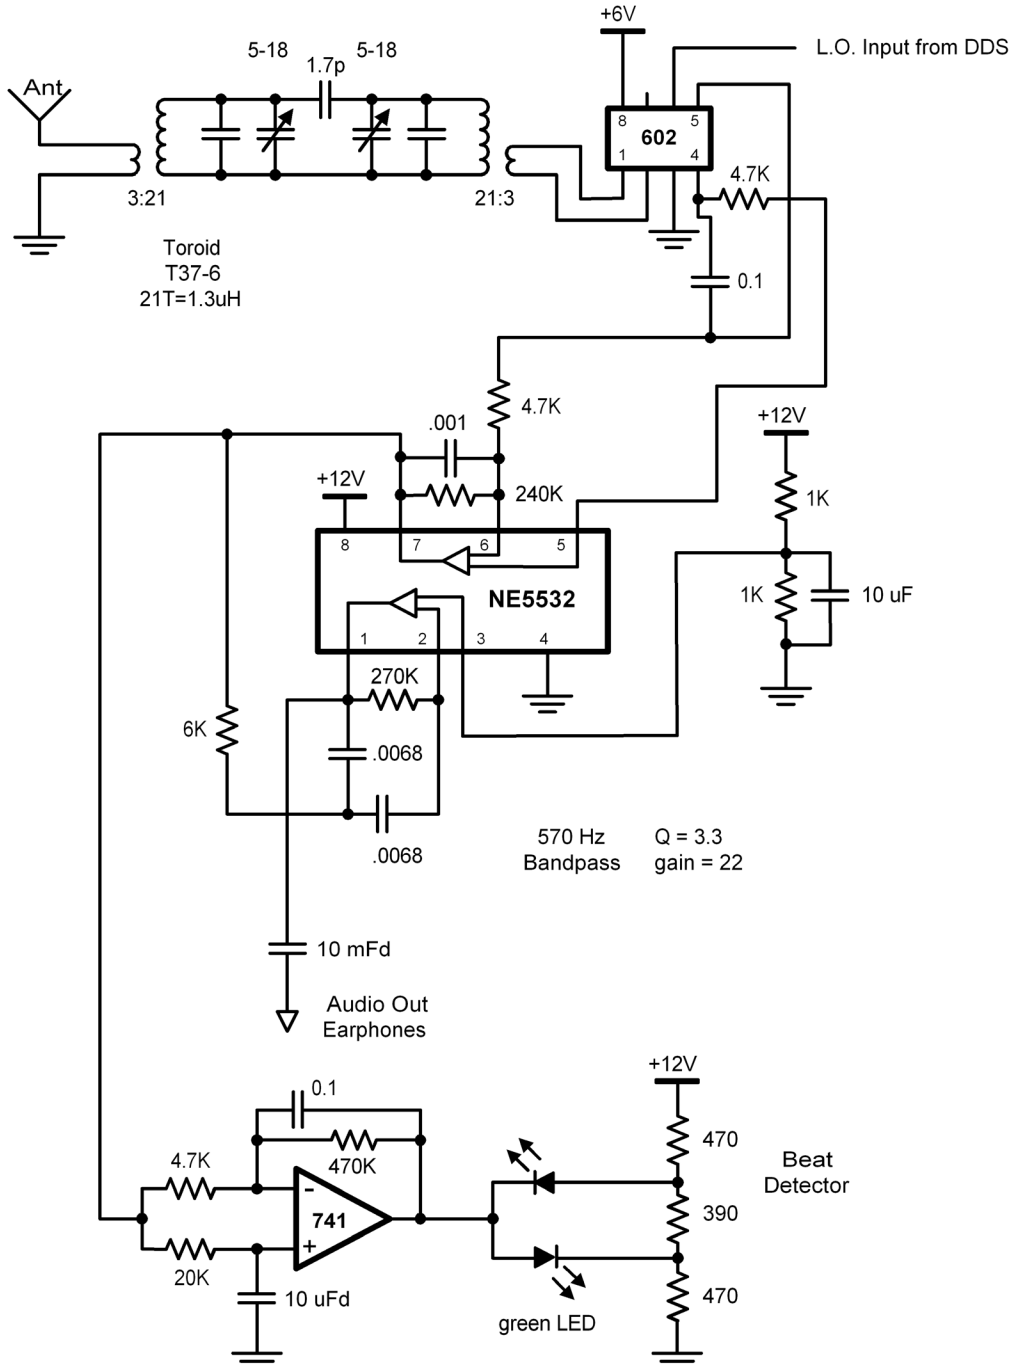 +6V
L.O. Input from DDS
5-18
5-18
1.7p
Ant
8
5
602
1
4
4.7K
3:21
21:3
Toroid
T37-6
21T=1.3uH
0.1
4.7K
.001
+12V
+12V
240K
1K
8
7
6
5
NE5532
1K
10 uF
1
2
3
4
270K
6K
.0068
.0068
570 Hz
Q = 3.3
Bandpass
gain = 22
10 mFd
Audio Out
Earphones
+12V
0.1
470
4.7K
470K
Beat
Detector
-
741
390
+
20K
10 uFd
470
green LED